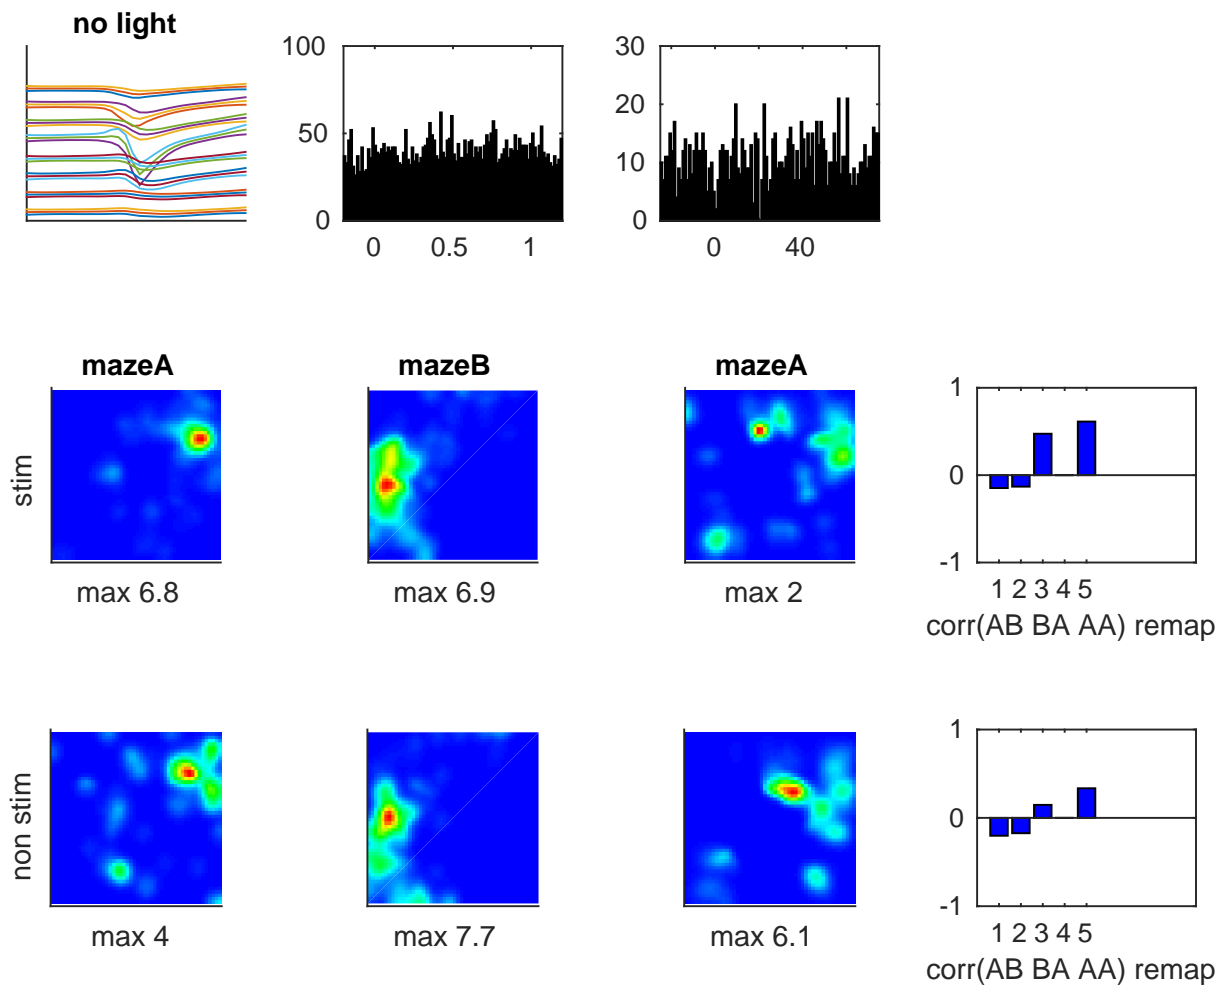 no light
100
50
0
0 0.5 1
30
20
10
0
0 40
mazeA
mazeB
mazeA
stim
max 6.8
max 6.9
max 2
1
0
-1
1 2 3 4 5
corr(AB BA AA) remap
non stim
max 4
max 7.7
max 6.1
1
0
-1
1 2 3 4 5
corr(AB BA AA) remap